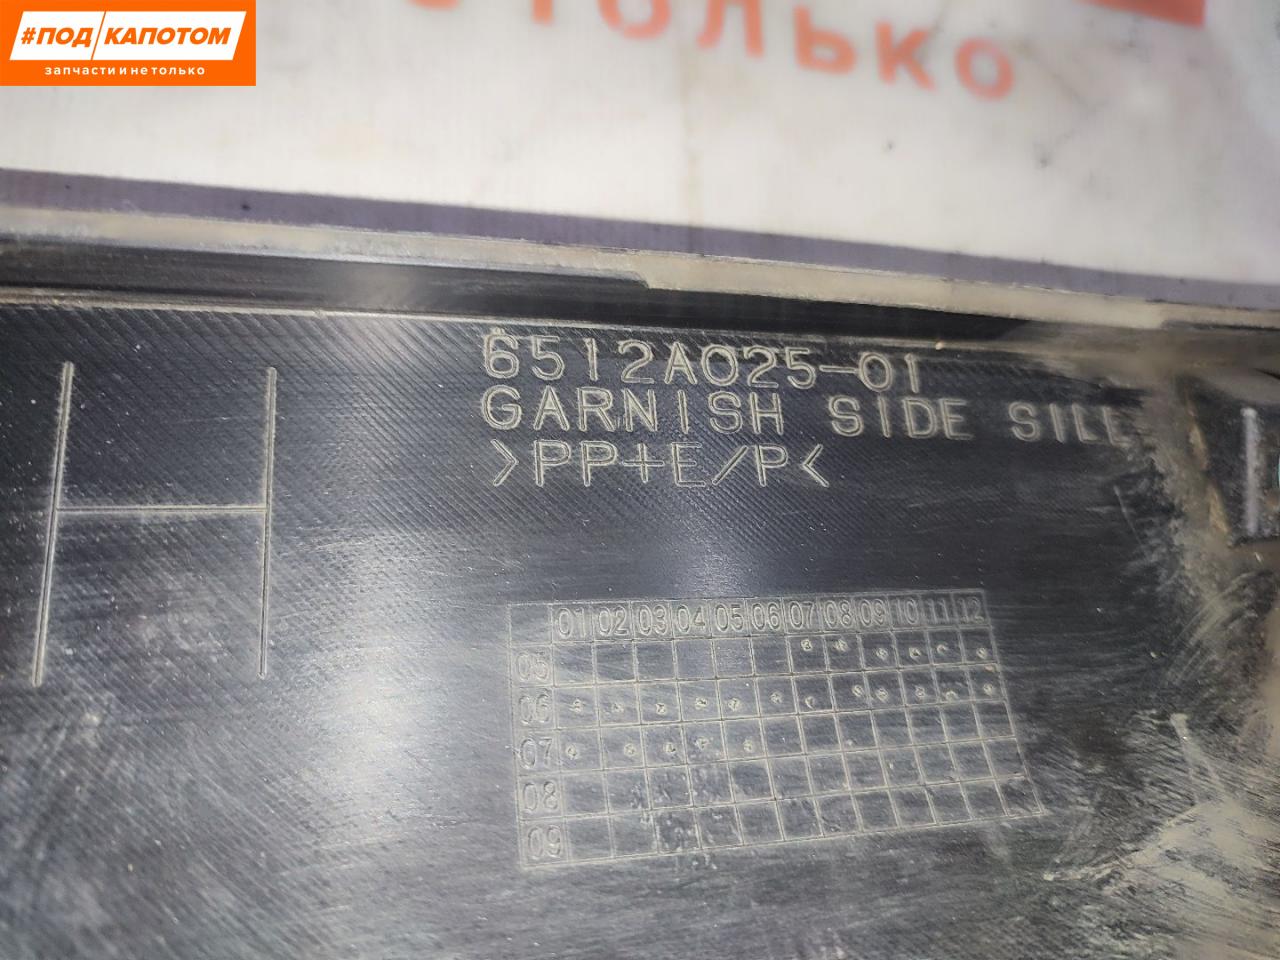 #ПОД КАПОТОМ
запчасти и не только
ТОЛЬКО
6512A025-01
GARNISH SIDE SILL
>PP+E/P<
H
01 02 03 04 05 06 07 08 09 10 11 12
05
06
07
08
09